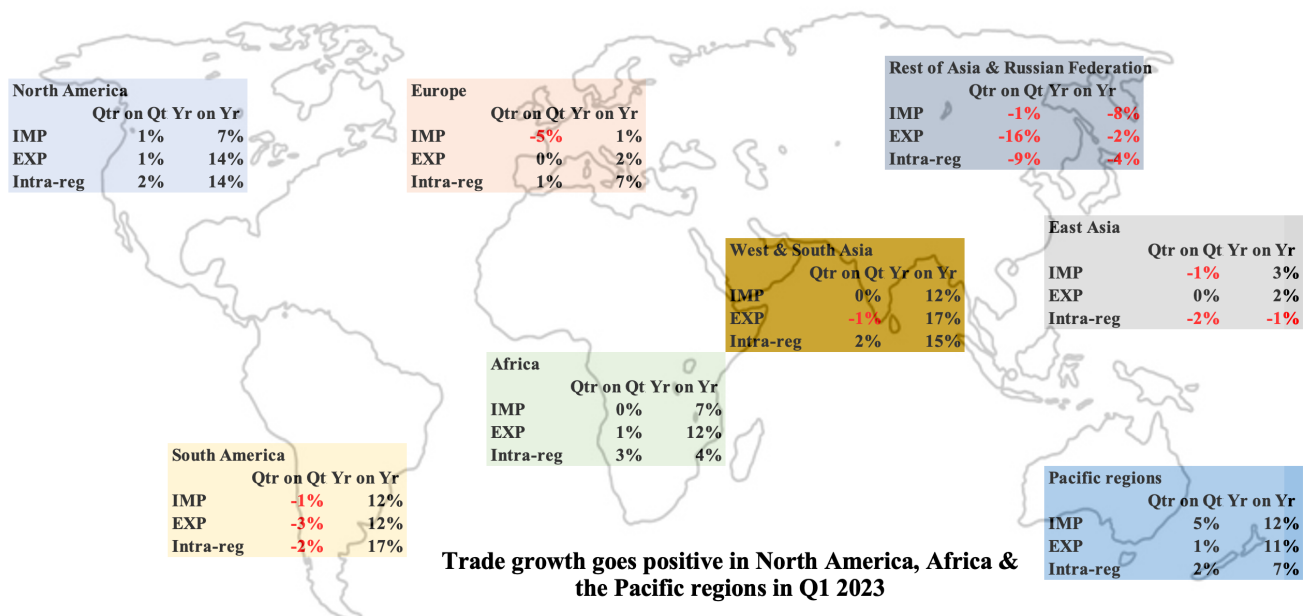 North America
Qtr on Qt Yr on Yr
IMP 1% 7%
EXP 1% 14%
Intra-reg 2% 14%
Europe
Qtr on Qt Yr on Yr
IMP -5% 1%
EXP 0% 2%
Intra-reg 1% 7%
Rest of Asia & Russian Federation
Qtr on Qt Yr on Yr
IMP -1% -8%
EXP -16% -2%
Intra-reg -9% -4%
East Asia
Qtr on Qt Yr on Yr
IMP -1% 3%
EXP 0% 2%
Intra-reg -2% -1%
West & South Asia
Qtr on Qt Yr on Yr
IMP 0% 12%
EXP -1% 17%
Intra-reg 2% 15%
Africa
Qtr on Qt Yr on Yr
IMP 0% 7%
EXP 1% 12%
Intra-reg 3% 4%
South America
Qtr on Qt Yr on Yr
IMP -1% 12%
EXP -3% 12%
Intra-reg -2% 17%
Pacific regions
Qtr on Qt Yr on Yr
IMP 5% 12%
EXP 1% 11%
Intra-reg 2% 7%
Trade growth goes positive in North America, Africa &
the Pacific regions in Q1 2023